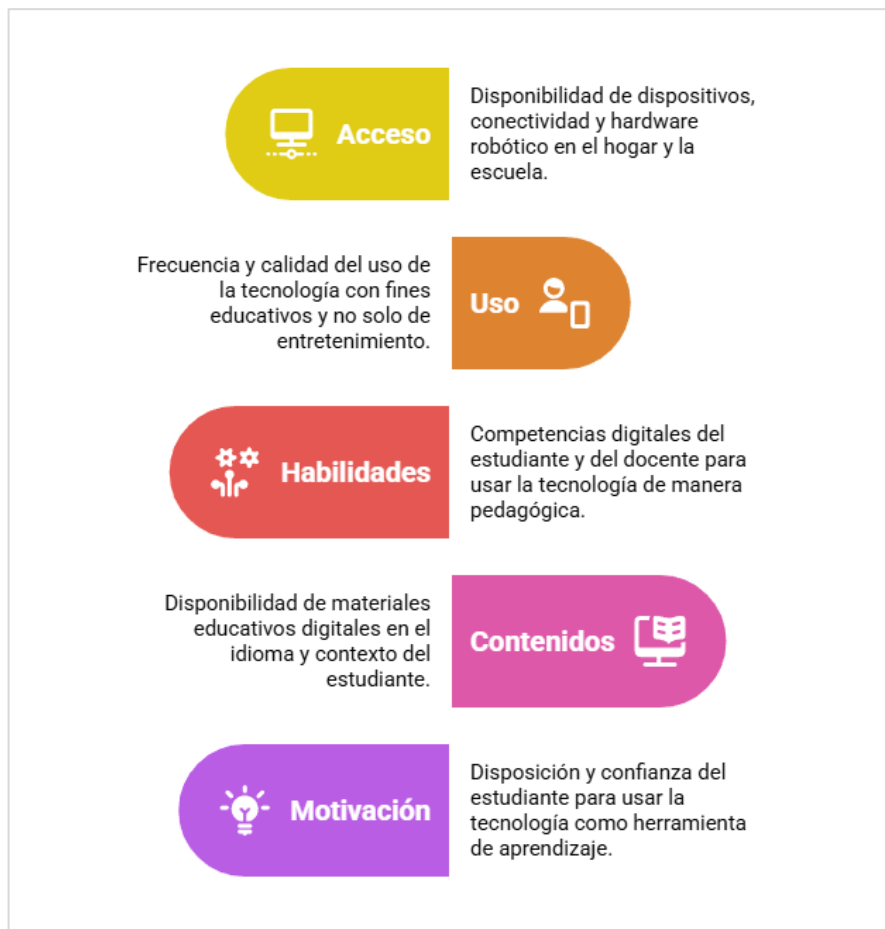 Acceso
Disponibilidad de dispositivos,
conectividad y hardware
robótico en el hogar y la
escuela.
Frecuencia y calidad del uso de
la tecnología con fines
educativos y no solo de
entretenimiento.
Uso
Habilidades
Competencias digitales del
estudiante y del docente para
usar la tecnología de manera
pedagógica.
Disponibilidad de materiales
educativos digitales en el
idioma y contexto del
estudiante.
Contenidos
Motivación
Disposición y confianza del
estudiante para usar la
tecnología como herramienta
de aprendizaje.